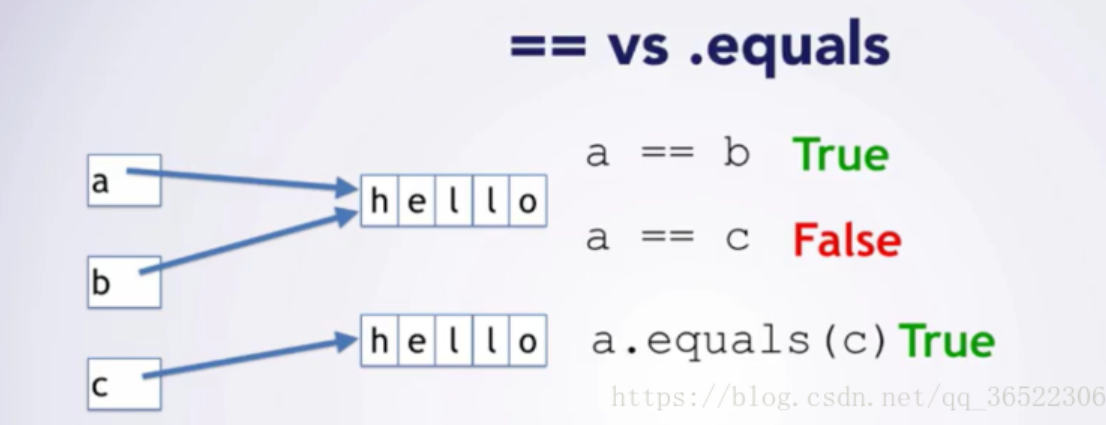 == vs .equals
a
b
c
h e l l o
h e l l o
a == b True
a == c False
a.equals(c) True
https://blog.csdn.net/qq_36522306